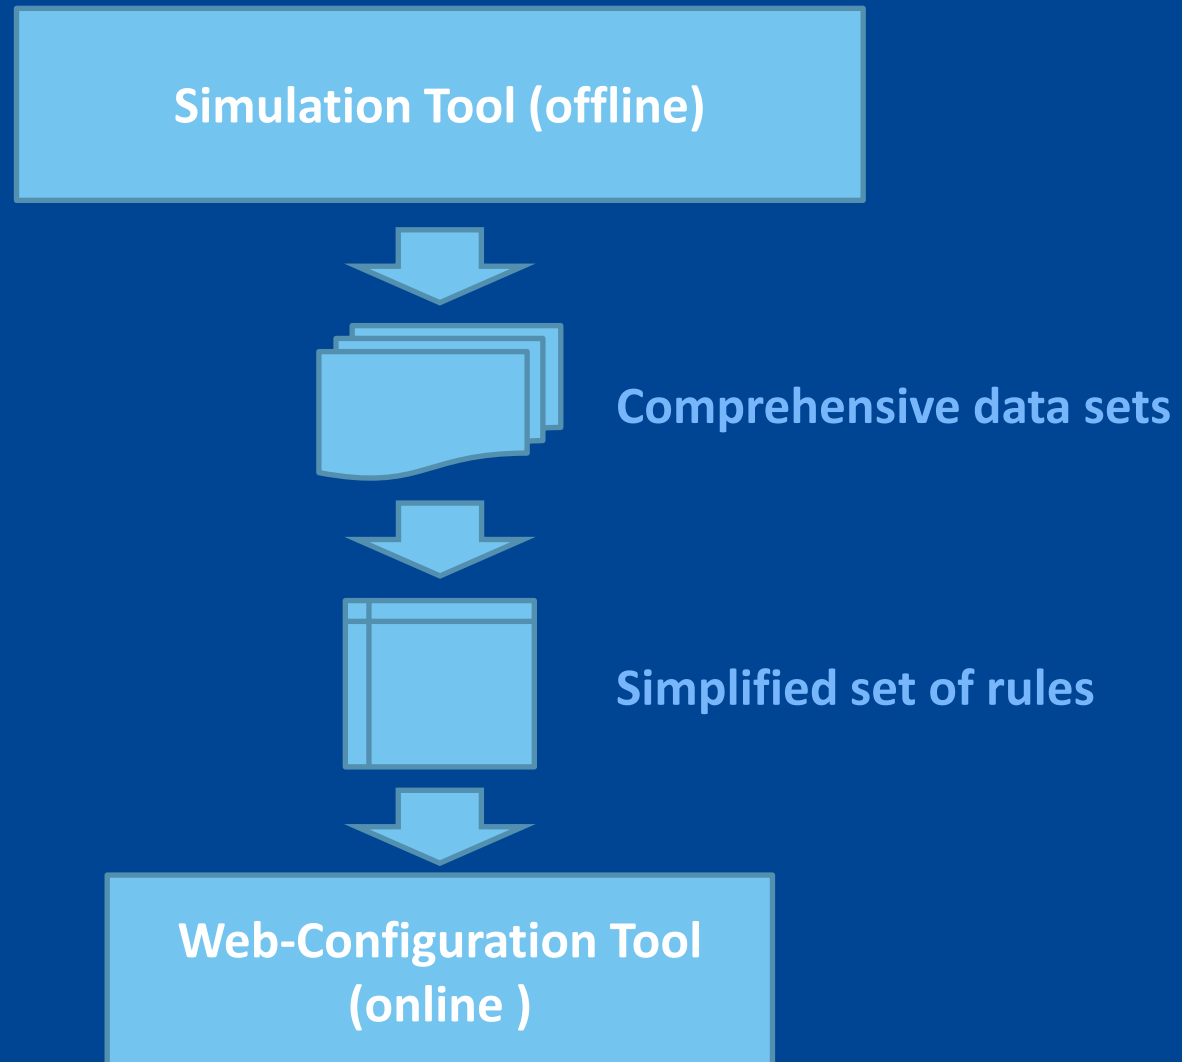 Simulation Tool (offline)
Comprehensive data sets
Simplified set of rules
Web-Configuration Tool
(online )